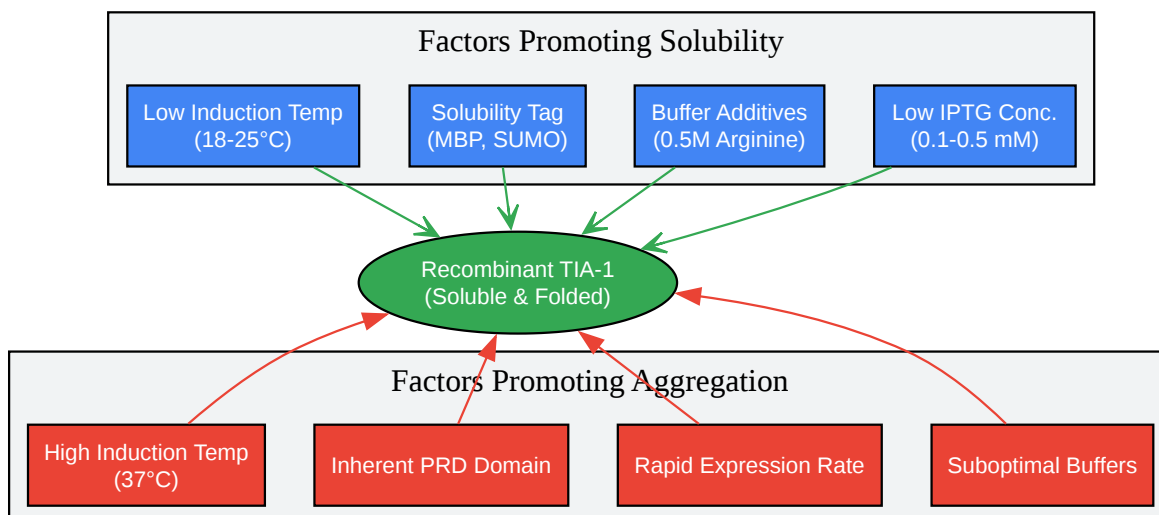 Factors Promoting Solubility
Low Induction Temp
(18-25°C)
Solubility Tag
(MBP, SUMO)
Buffer Additives
(0.5M Arginine)
Low IPTG Conc.
(0.1-0.5 mM)
Recombinant TIA-1
(Soluble & Folded)
Factors Promoting Aggregation
High Induction Temp
(37°C)
Inherent PRD Domain
Rapid Expression Rate
Suboptimal Buffers